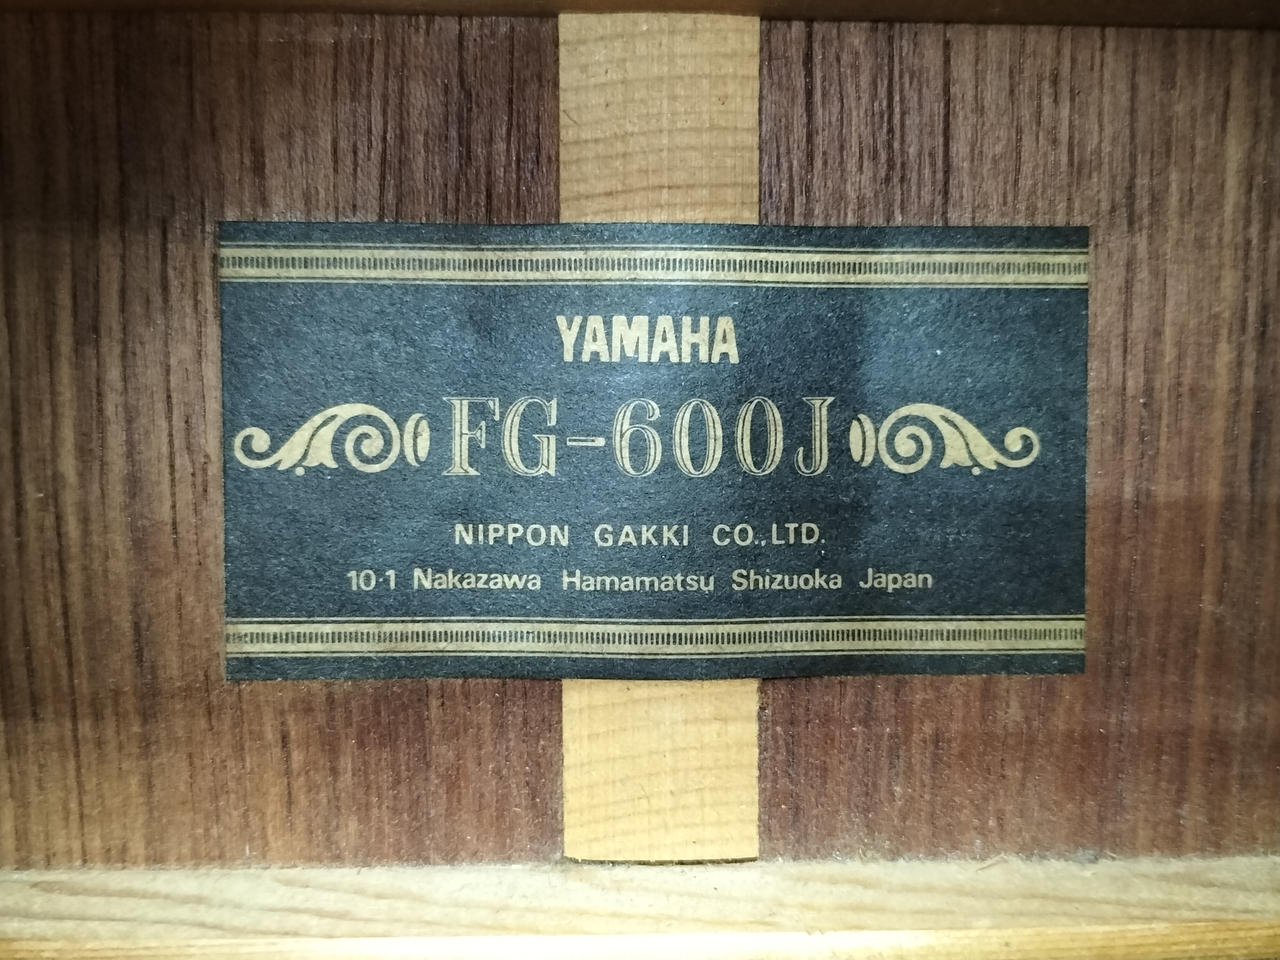 YAMAHA
FG-600J
NIPPON GAKKI CO.,LTD.
10-1 Nakazawa Hamamatsu Shizuoka Japan